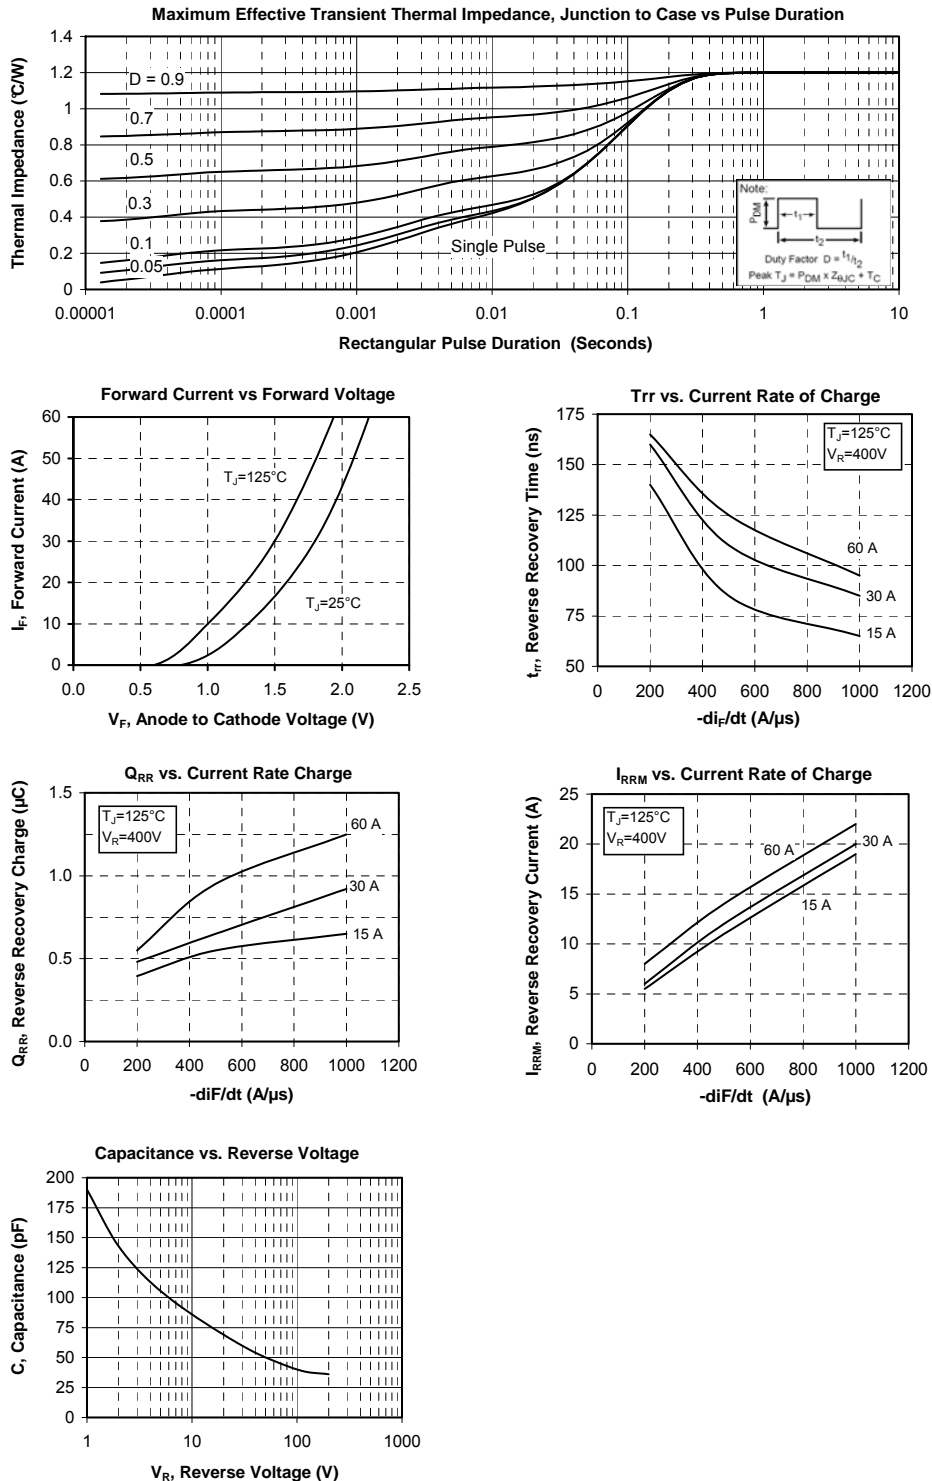 Maximum Effective Transient Thermal Impedance, Junction to Case vs Pulse Duration
Thermal Impedance (℃/W)
1.4
1.2
1
0.8
0.6
0.4
0.2
0
D = 0.9
0.7
0.5
0.3
0.1
0.05
Single Pulse
Note:
PDM
t1
t2
Duty Factor D = t1/t2
Peak TJ = PDM x ZθJC + TC
0.00001 0.0001 0.001 0.01 0.1 1 10
Rectangular Pulse Duration (Seconds)
Forward Current vs Forward Voltage
IF, Forward Current (A)
60
50
40
30
20
10
0
TJ=125°C
TJ=25°C
0.0 0.5 1.0 1.5 2.0 2.5
VF, Anode to Cathode Voltage (V)
Trr vs. Current Rate of Charge
trr, Reverse Recovery Time (ns)
175
150
125
100
75
50
TJ=125°C
VR=400V
60 A
30 A
15 A
0 200 400 600 800 1000 1200
-diF/dt (A/µs)
QRR vs. Current Rate Charge
QRR, Reverse Recovery Charge (µC)
1.5
1.0
0.5
0.0
TJ=125°C
VR=400V
60 A
30 A
15 A
0 200 400 600 800 1000 1200
-diF/dt (A/µs)
IRRM vs. Current Rate of Charge
IRRM, Reverse Recovery Current (A)
25
20
15
10
5
0
TJ=125°C
VR=400V
60 A
30 A
15 A
0 200 400 600 800 1000 1200
-diF/dt (A/µs)
Capacitance vs. Reverse Voltage
C, Capacitance (pF)
200
175
150
125
100
75
50
25
0
1 10 100 1000
VR, Reverse Voltage (V)